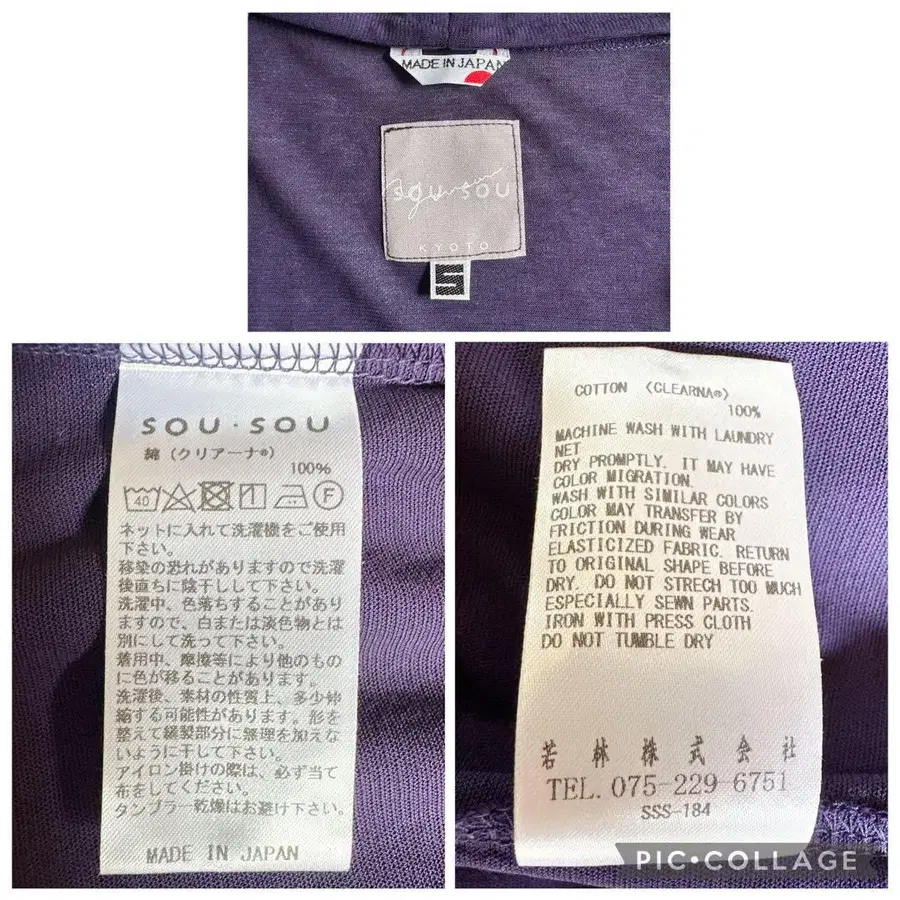 MADE IN JAPAN
SOU·SOU
KYOTO
S
SOU·SOU
綿（クリアーナ®）
100%
40
F
ネットに入れて洗濯機をご使用
下さい。
移染の恐れがありますので洗濯
後直ちに陰干しして下さい。
洗濯中、色落ちすることがあり
ますので、白または淡色物とは
別にして洗って下さい。
着用中、摩擦等により他のもの
に色が移ることがあります。
洗濯後、素材の性質上、多少伸
縮する可能性があります。形を
整えて縫製部分に無理を加えな
いように干して下さい。
アイロン掛けの際は、必ず当て
布をしてください。
タンブラー乾燥はお避け下さい。
MADE IN JAPAN
COTTON 〈CLEARNA®〉
100%
MACHINE WASH WITH LAUNDRY
NET
DRY PROMPTLY. IT MAY HAVE
COLOR MIGRATION.
WASH WITH SIMILAR COLORS
COLOR MAY TRANSFER BY
FRICTION DURING WEAR
ELASTICIZED FABRIC. RETURN
TO ORIGINAL SHAPE BEFORE
DRY. DO NOT STRECH TOO MUCH
ESPECIALLY SEWN PARTS.
IRON WITH PRESS CLOTH
DO NOT TUMBLE DRY
若林株式会社
TEL. 075-229 6751
SSS-184
PIC•COLLAGE